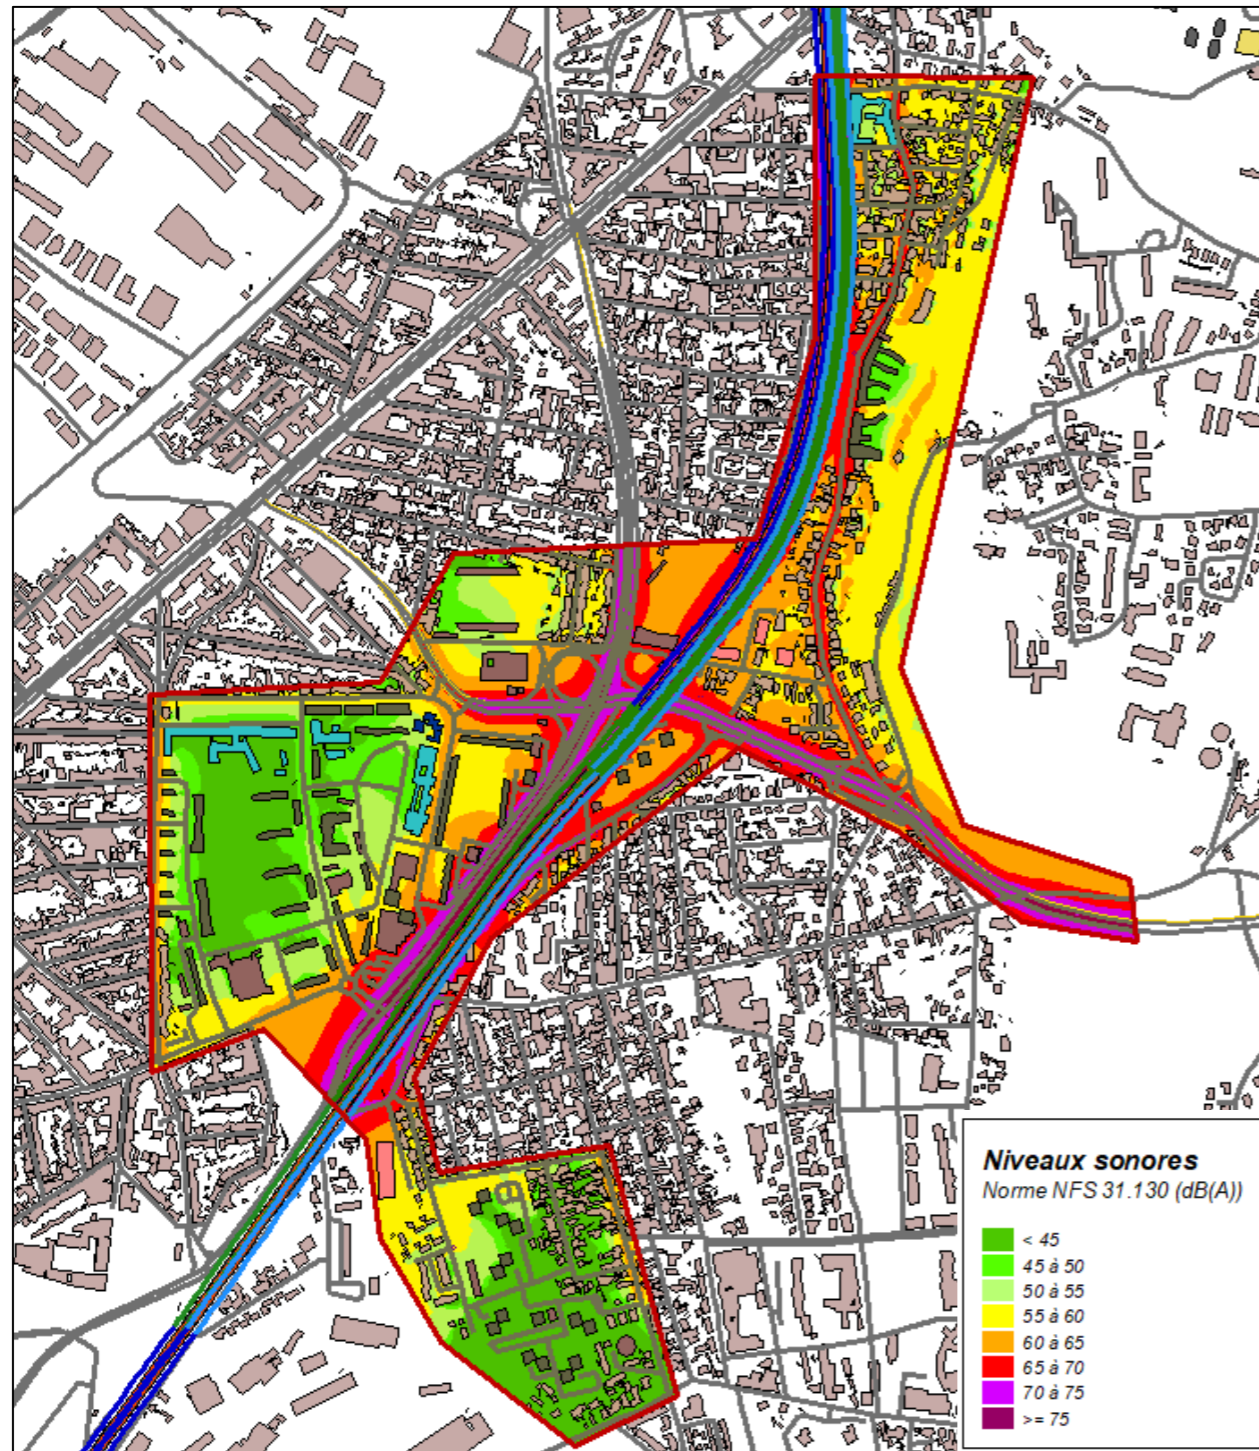 Niveaux sonores
Norme NFS 31.130 (dB(A))
< 45
45 à 50
50 à 55
55 à 60
60 à 65
65 à 70
70 à 75
>= 75